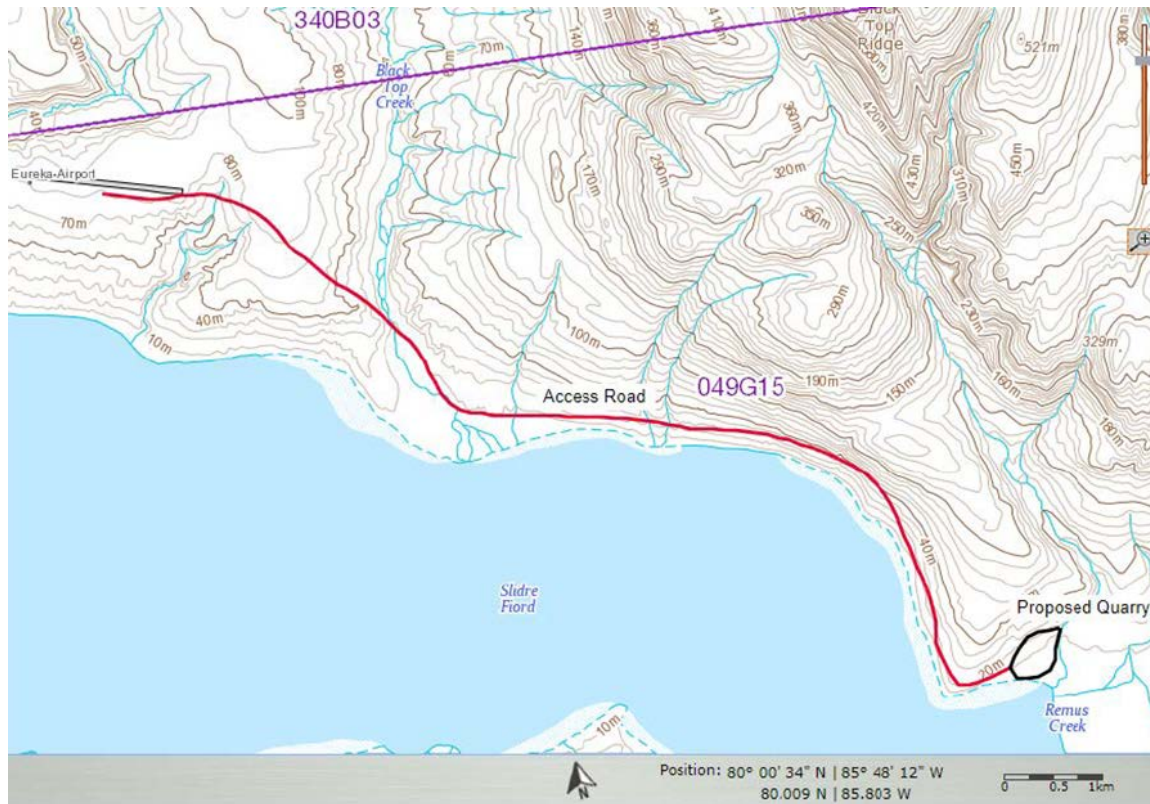 340B03
Black
Top
Ridge
410m
360m
380m
521m
140m
70m
50m
80m
100m
Black
Top
Creek
80m
40m
420m
360m
290m
170m
430m
450m
310m
320m
80m
Eureka Airport
70m
350m
250m
290m
230m
329m
40m
10m
100m
049G15
190m
150m
160m
180m
Access Road
40m
Slidre
Fiord
Proposed Quarry
20m
Remus
Creek
10m
Position: 80° 00' 34" N | 85° 48' 12" W
80.009 N | 85.803 W
N
0 0.5 1km